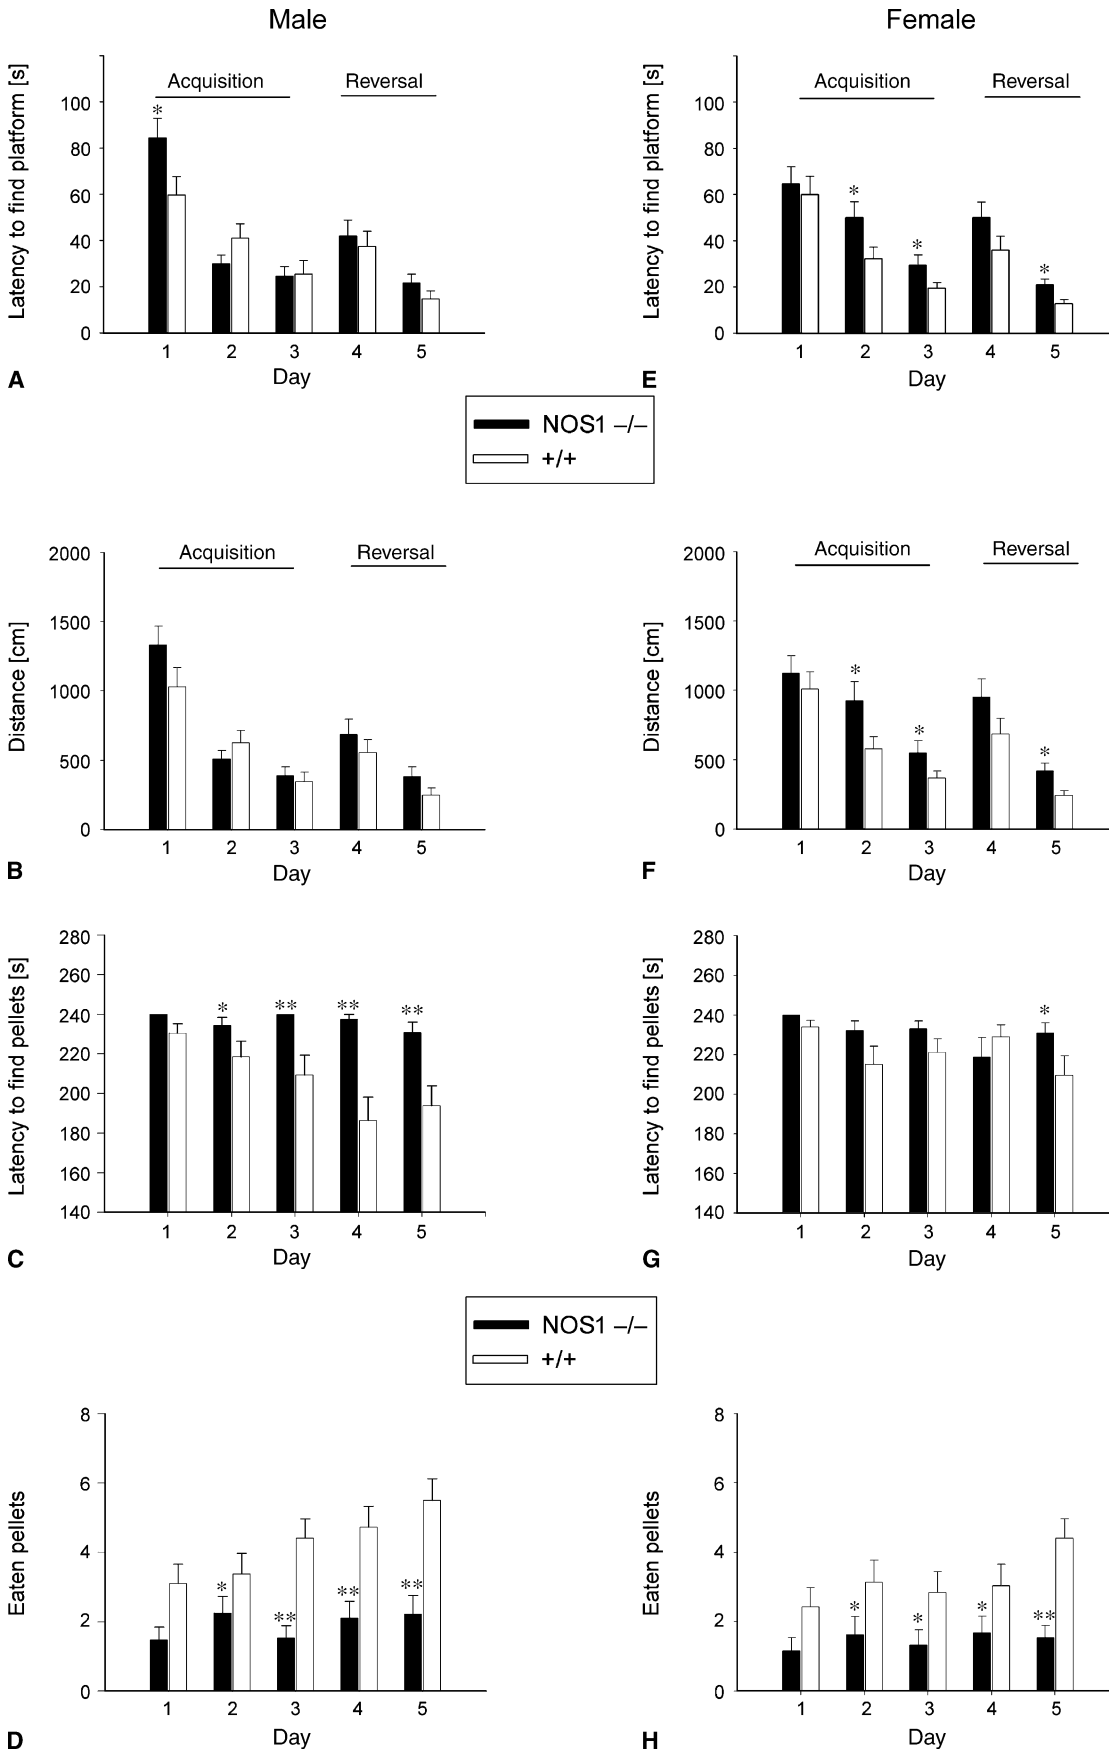 Male
Female
Latency to find platform [s]
Acquisition
Reversal
*
100
80
60
40
20
0
1 2 3 4 5
Day
A
Latency to find platform [s]
Acquisition
Reversal
* * *
100
80
60
40
20
0
1 2 3 4 5
Day
E
NOS1 –/–
+/+
Distance [cm]
Acquisition
Reversal
2000
1500
1000
500
0
1 2 3 4 5
Day
B
Distance [cm]
Acquisition
Reversal
* * *
2000
1500
1000
500
0
1 2 3 4 5
Day
F
Latency to find pellets [s]
* ** ** **
280
260
240
220
200
180
160
140
1 2 3 4 5
Day
C
Latency to find pellets [s]
*
280
260
240
220
200
180
160
140
1 2 3 4 5
Day
G
NOS1 –/–
+/+
Eaten pellets
* ** ** **
8
6
4
2
0
1 2 3 4 5
Day
D
Eaten pellets
* * * **
8
6
4
2
0
1 2 3 4 5
Day
H